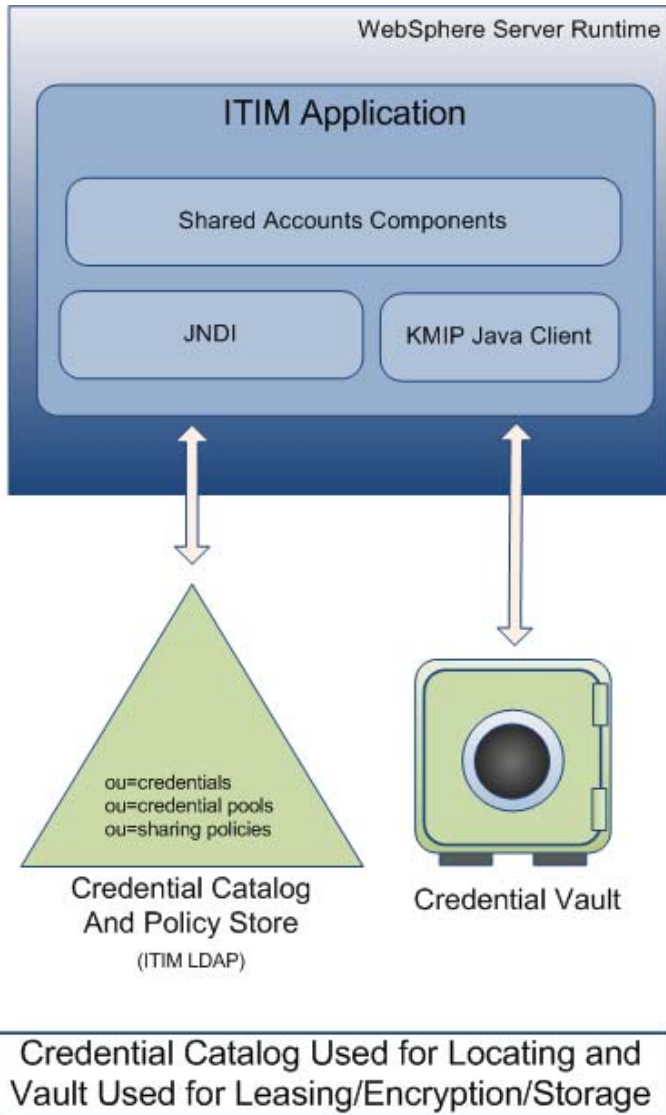 WebSphere Server Runtime
ITIM Application
Shared Accounts Components
JNDI
KMIP Java Client
ou=credentials
ou=credential pools
ou=sharing policies
Credential Catalog
And Policy Store
(ITIM LDAP)
Credential Vault
Credential Catalog Used for Locating and
Vault Used for Leasing/Encryption/Storage